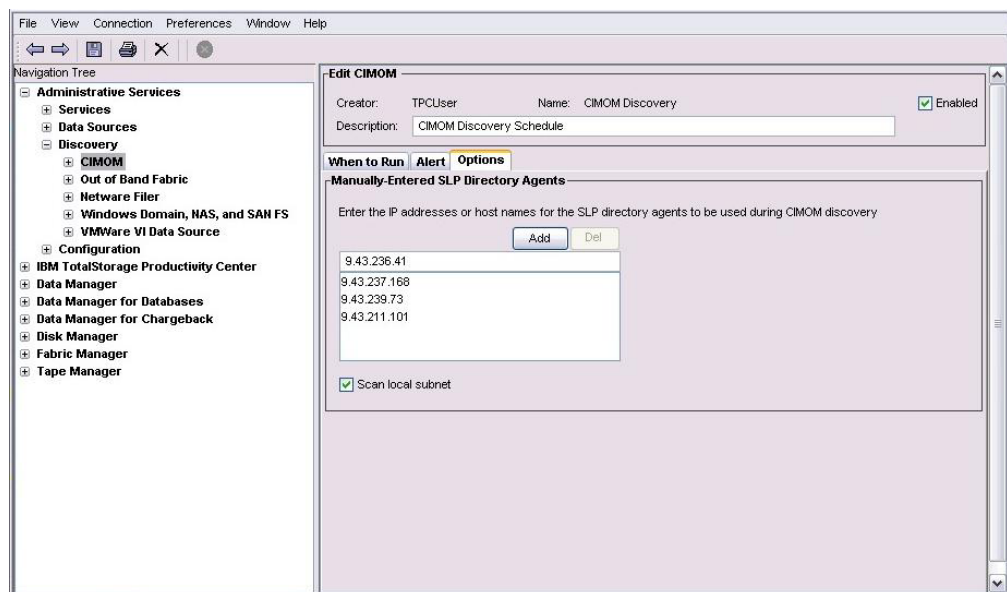 File View Connection Preferences Window Help
Navigation Tree
Administrative Services
Services
Data Sources
Discovery
CIMOM
Out of Band Fabric
Netware Filer
Windows Domain, NAS, and SAN FS
VMWare VI Data Source
Configuration
IBM TotalStorage Productivity Center
Data Manager
Data Manager for Databases
Data Manager for Chargeback
Disk Manager
Fabric Manager
Tape Manager
Edit CIMOM
Creator: TPCUser Name: CIMOM Discovery Enabled
Description: CIMOM Discovery Schedule
When to Run Alert Options
Manually-Entered SLP Directory Agents
Enter the IP addresses or host names for the SLP directory agents to be used during CIMOM discovery
Add Del
9.43.236.41
9.43.237.168
9.43.239.73
9.43.211.101
Scan local subnet